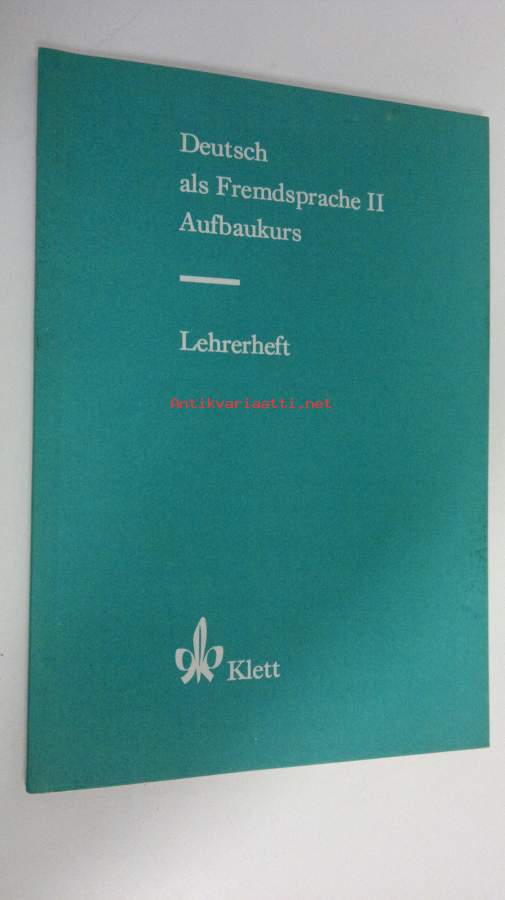 Deutsch
als Fremdsprache II
Aufbaukurs
Lehrerheft
Antikvariaatti.net
Klett